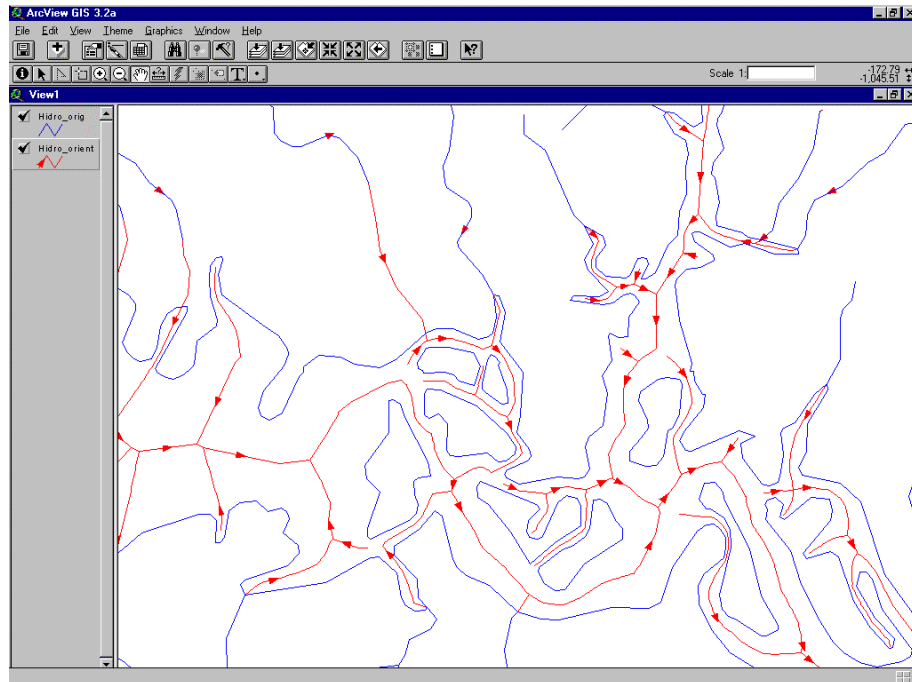 ArcView GIS 3.2a
File Edit View Theme Graphics Window Help
Scale 1:
-172.79
-1,045.51
View1
Hidro_orig
Hidro_orient